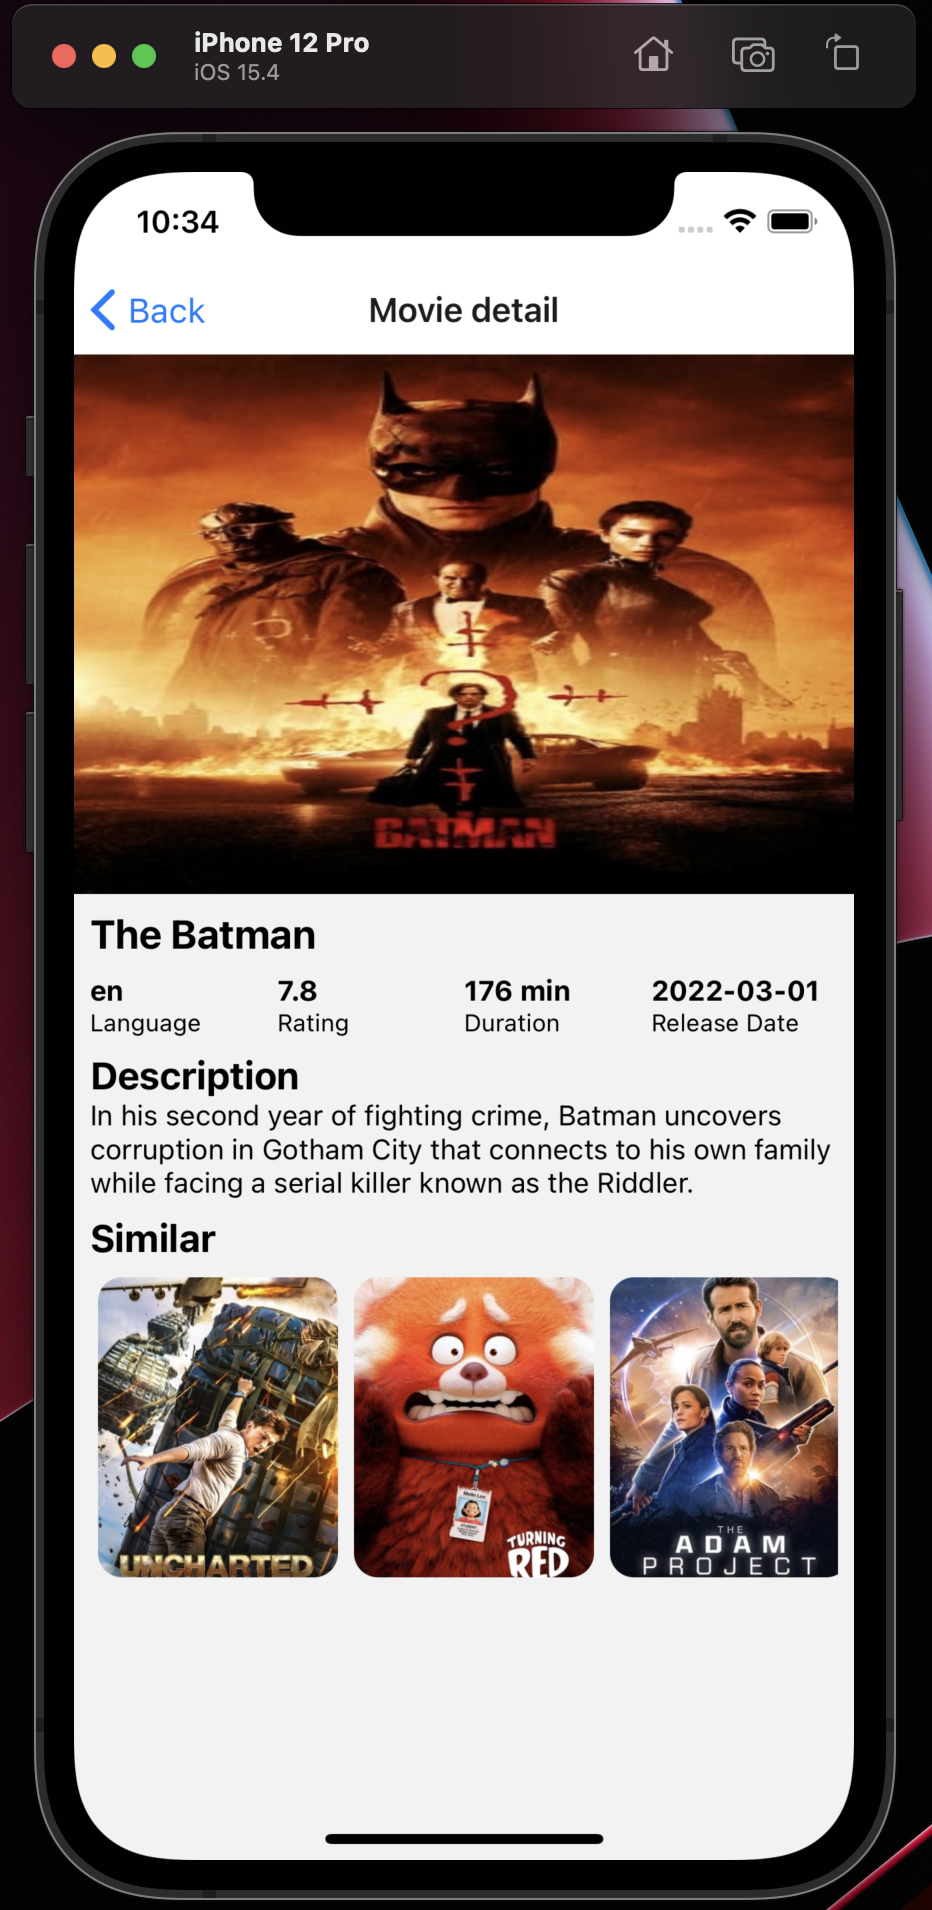 iPhone 12 Pro
iOS 15.4
10:34
Back
Movie detail
BATMAN
The Batman
en 7.8 176 min 2022-03-01
Language Rating Duration Release Date
Description
In his second year of fighting crime, Batman uncovers
corruption in Gotham City that connects to his own family
while facing a serial killer known as the Riddler.
Similar
UNCHARTED
Meilin Lee
STUDENT
TURNING
RED
THE
ADAM
PROJECT